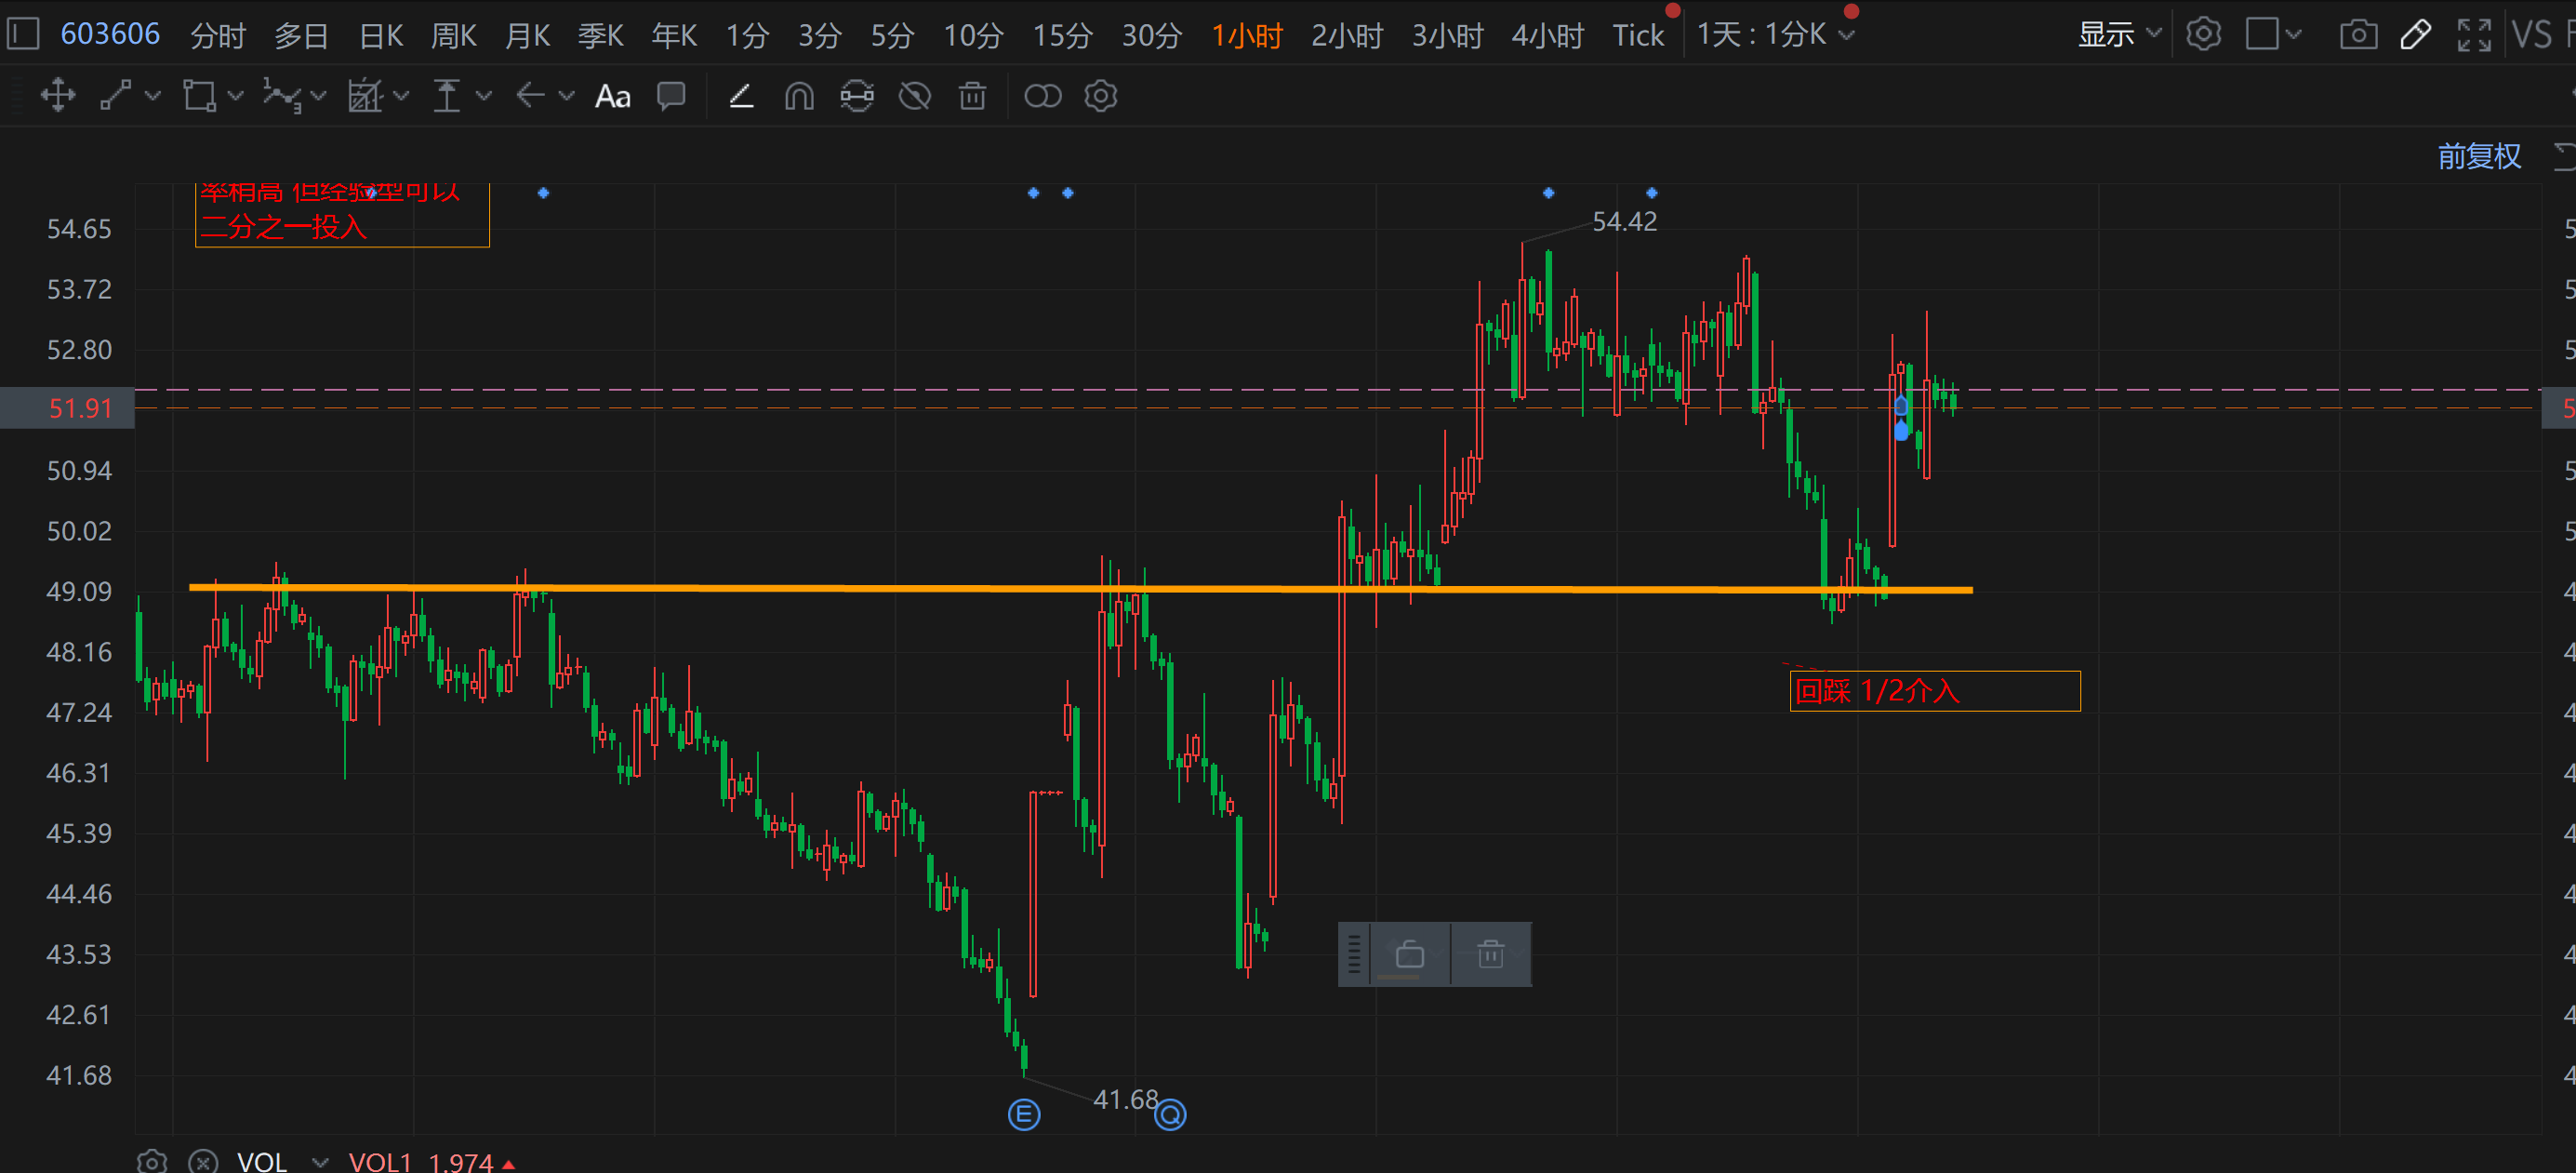 603606 分时 多日 日K 周K 月K 季K 年K 1分 3分 5分 10分 15分 30分 1小时 2小时 3小时 4小时 Tick 1天 : 1分K 显示 VS
Aa
前复权
率稍高 但经验型可以
二分之一投入
54.65
54.42
53.72
52.80
51.91
50.94
50.02
49.09
48.16
回踩 1/2介入
47.24
46.31
45.39
44.46
43.53
42.61
41.68
41.68
E Q
VOL VOL1 1.974